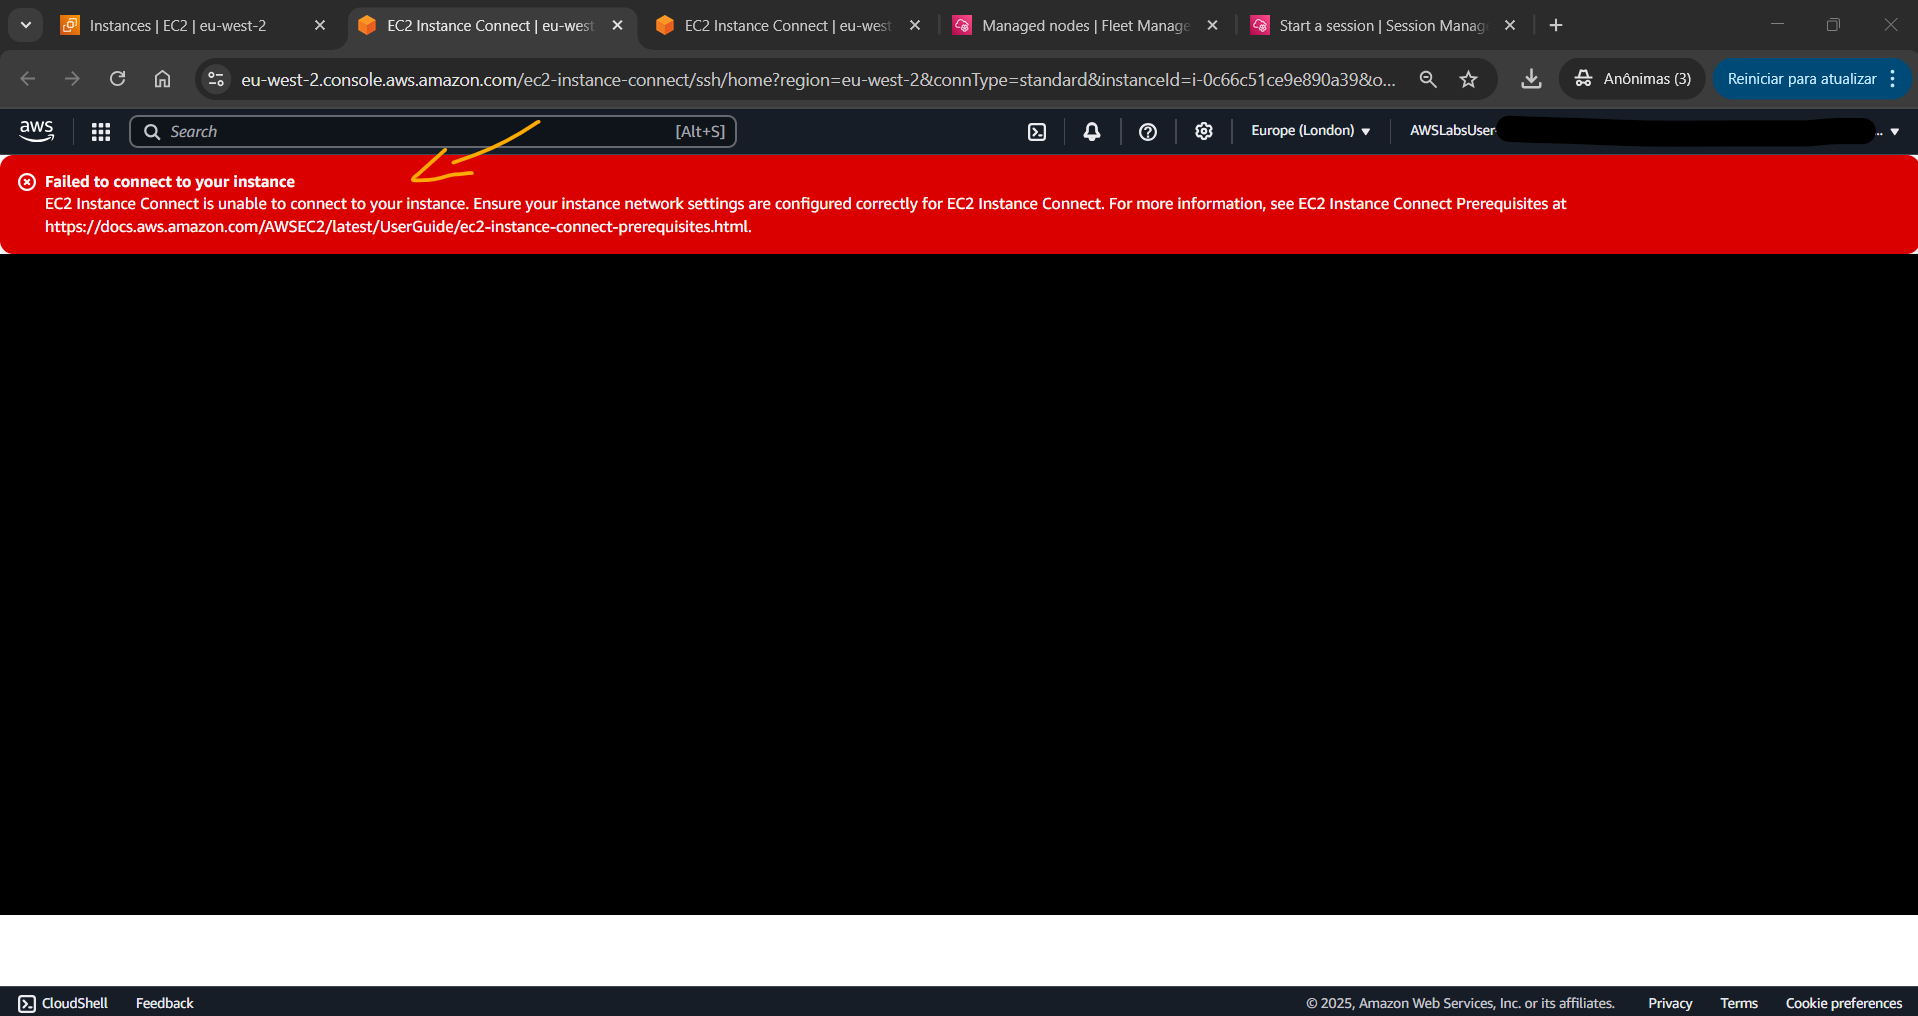 Instances | EC2 | eu-west-2
EC2 Instance Connect | eu-west
EC2 Instance Connect | eu-west
Managed nodes | Fleet Manage
Start a session | Session Manag
eu-west-2.console.aws.amazon.com/ec2-instance-connect/ssh/home?region=eu-west-2&connType=standard&instanceId=i-0c66c51ce9e890a39&o...
Anônimas (3)
Reiniciar para atualizar
aws
Search
[Alt+S]
Europe (London)
AWSLabsUser-
...
Failed to connect to your instance
EC2 Instance Connect is unable to connect to your instance. Ensure your instance network settings are configured correctly for EC2 Instance Connect. For more information, see EC2 Instance Connect Prerequisites at
https://docs.aws.amazon.com/AWSEC2/latest/UserGuide/ec2-instance-connect-prerequisites.html.
CloudShell
Feedback
© 2025, Amazon Web Services, Inc. or its affiliates.
Privacy
Terms
Cookie preferences